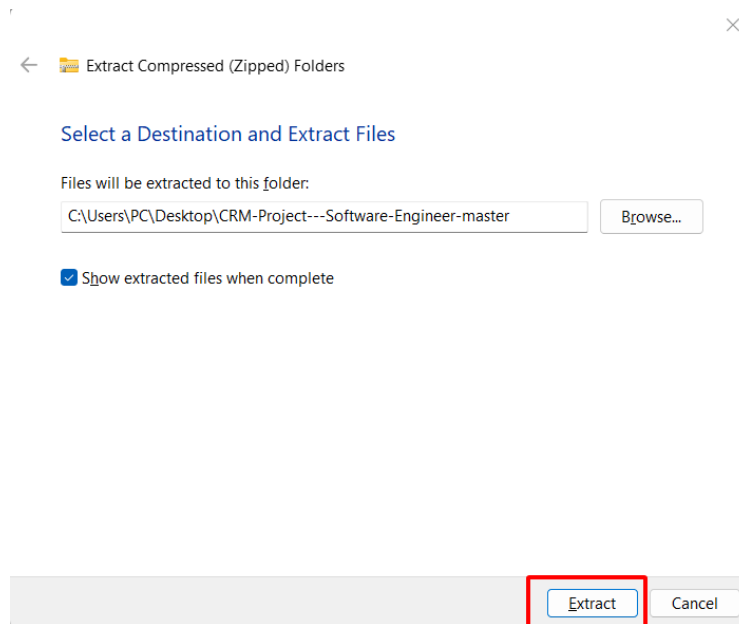 Extract Compressed (Zipped) Folders
Select a Destination and Extract Files
Files will be extracted to this folder:
C:\Users\PC\Desktop\CRM-Project---Software-Engineer-master
Browse...
Show extracted files when complete
Extract
Cancel